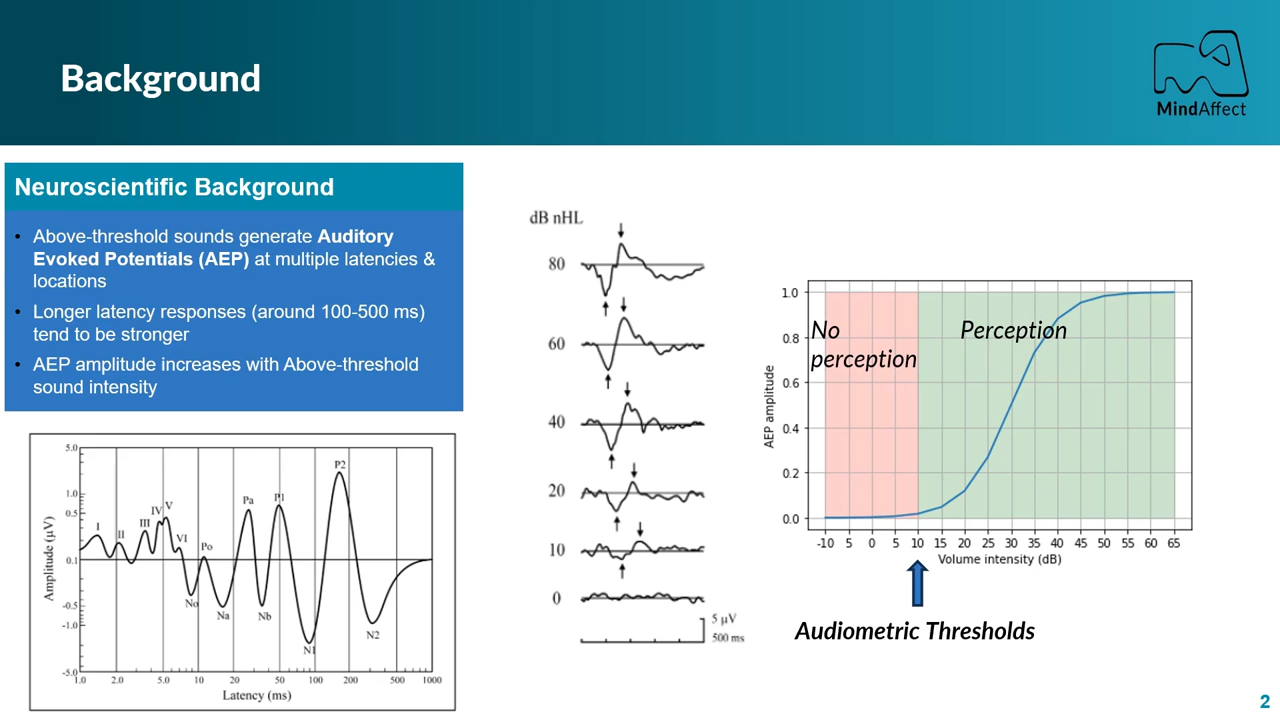 Background
MindAffect
Neuroscientific Background
• Above-threshold sounds generate Auditory
Evoked Potentials (AEP) at multiple latencies &
locations
• Longer latency responses (around 100-500 ms)
tend to be stronger
• AEP amplitude increases with Above-threshold
sound intensity
5.0
1.0
0.5
0.1
-0.5
-1.0
-5.0
Amplitude (μV)
I
II
III
IV
V
VI
Po
No
Na
Pa
Nb
P1
N1
P2
N2
1.0 2.0 5.0 10 20 50 100 200 500 1000
Latency (ms)
dB nHL
80
60
40
20
10
0
5 μV
500 ms
1.0
0.8
0.6
0.4
0.2
0.0
AEP amplitude
No
perception
Perception
-10 5 0 5 10 15 20 25 30 35 40 45 50 55 60 65
Volume intensity (dB)
Audiometric Thresholds
2